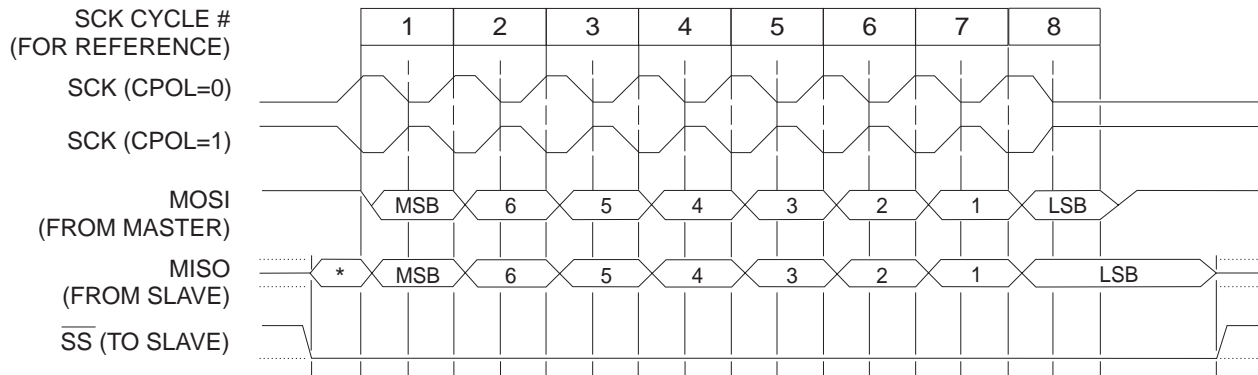 SCK CYCLE #
(FOR REFERENCE)
1 2 3 4 5 6 7 8
SCK (CPOL=0)
SCK (CPOL=1)
MOSI
(FROM MASTER)
MSB 6 5 4 3 2 1 LSB
MISO
(FROM SLAVE)
* MSB 6 5 4 3 2 1 LSB
SS (TO SLAVE)